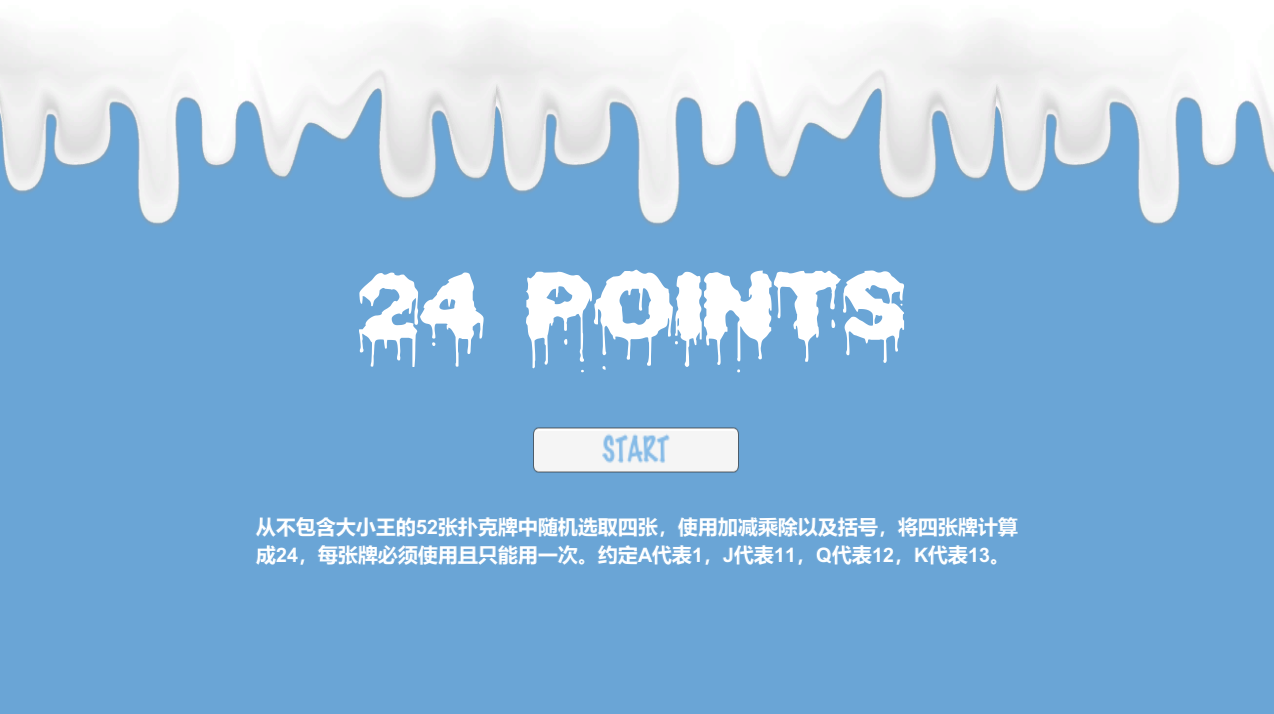 24 POINTS
START
从不包含大小王的52张扑克牌中随机选取四张，使用加减乘除以及括号，将四张牌计算
成24，每张牌必须使用且只能用一次。约定A代表1，J代表11，Q代表12，K代表13。